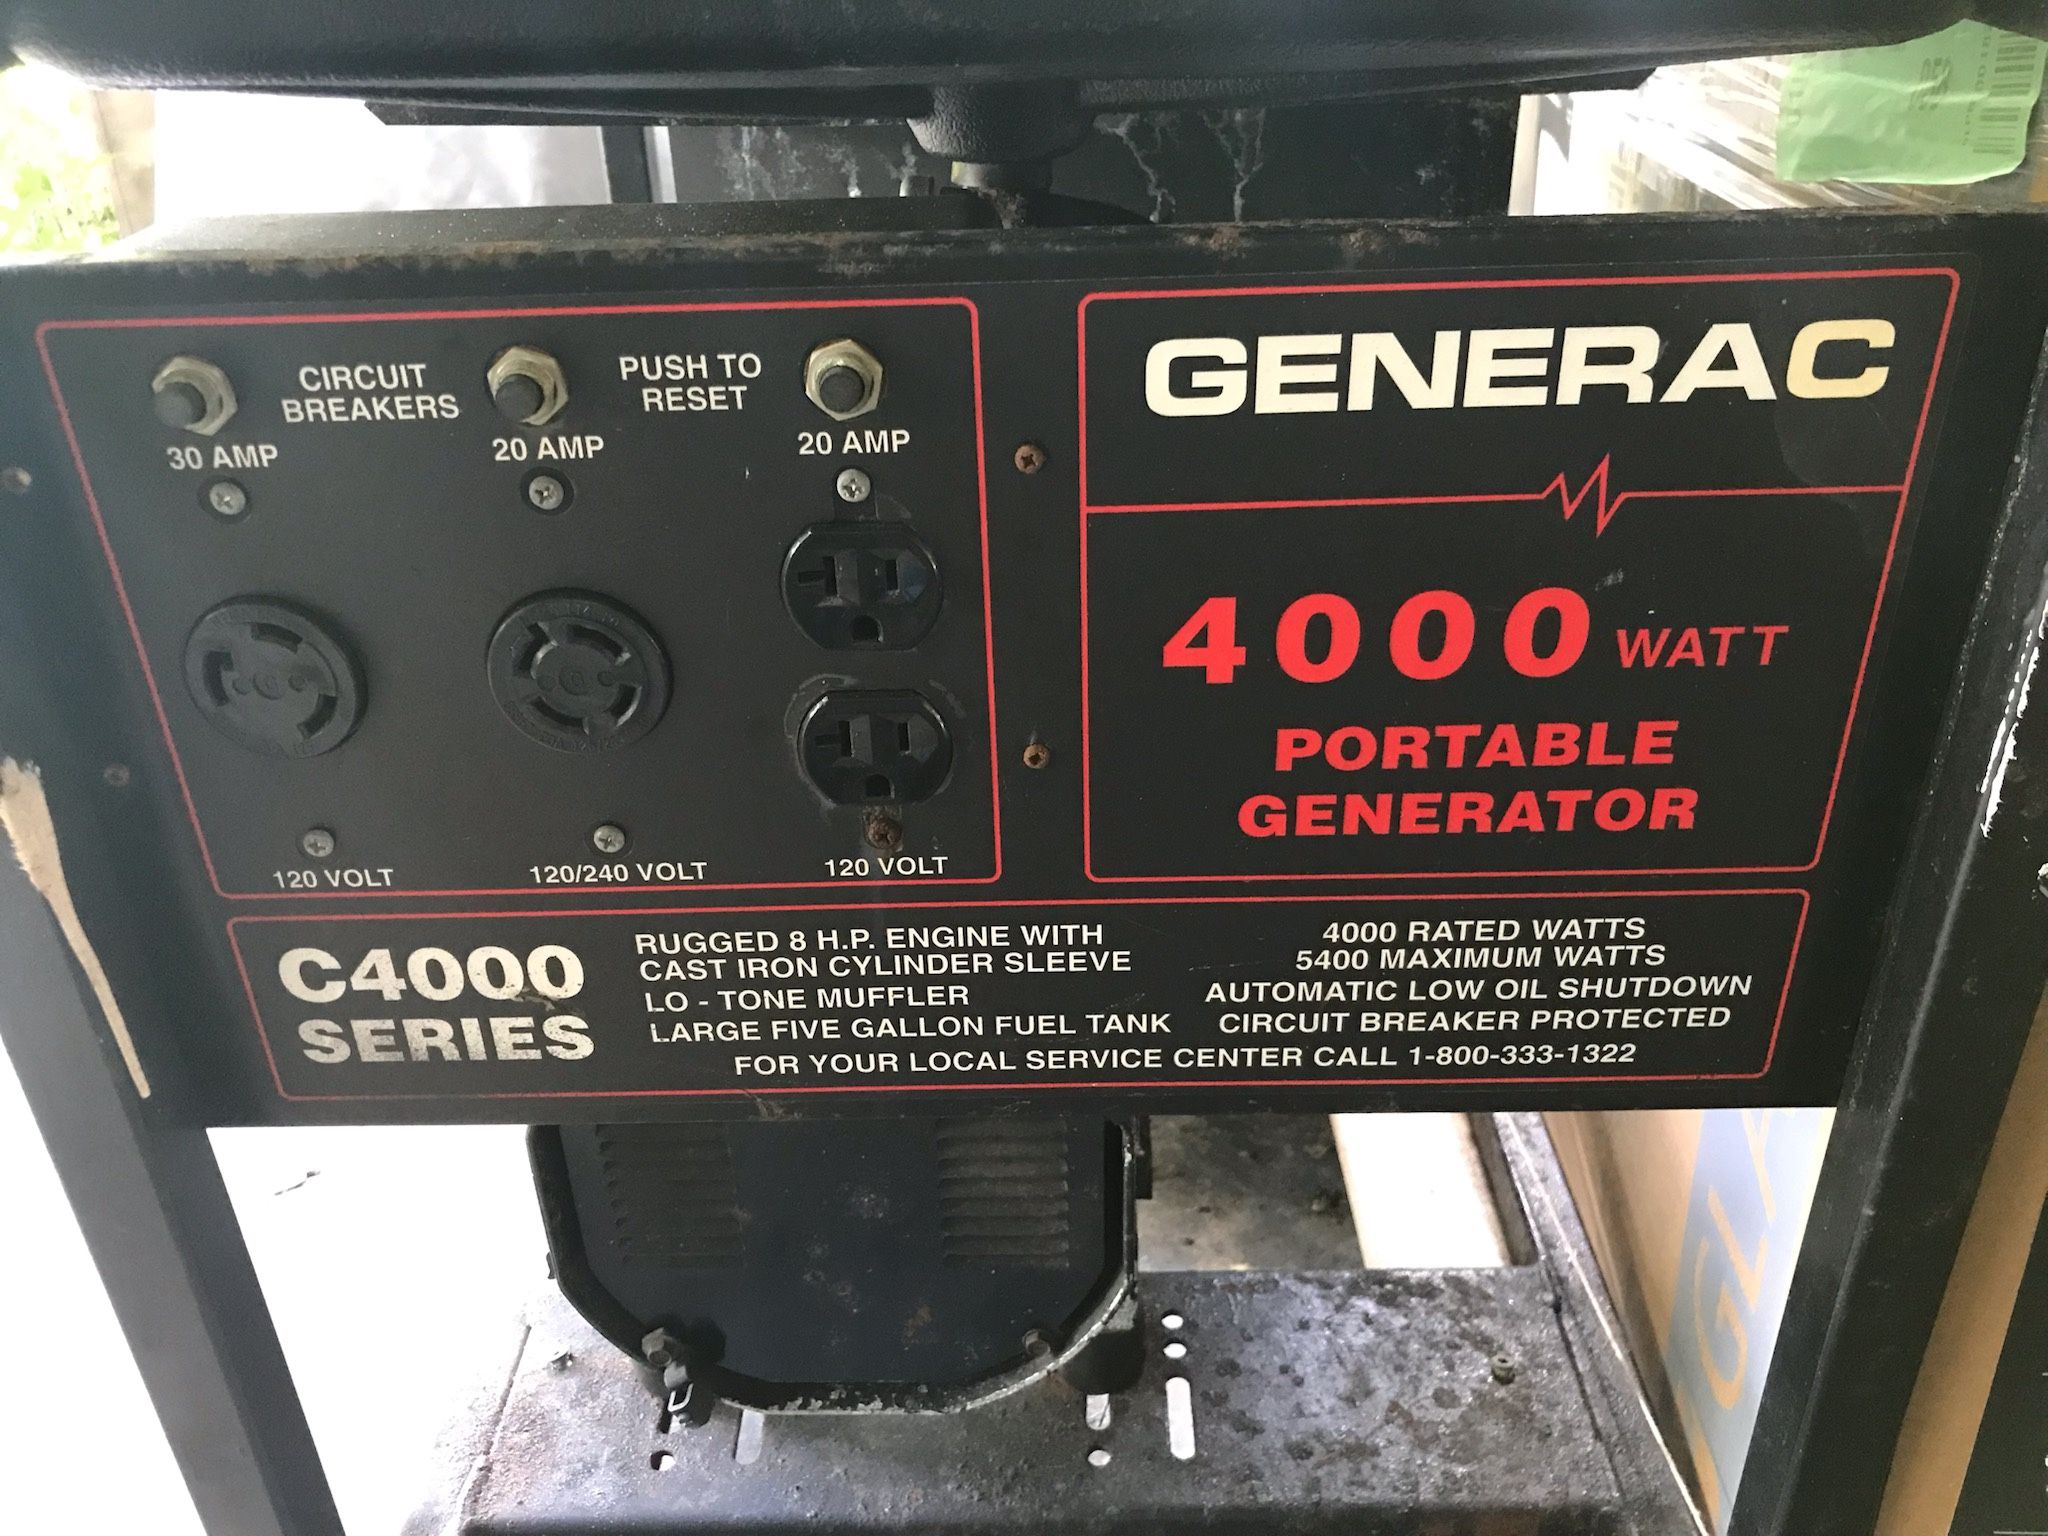 CIRCUIT
BREAKERS
PUSH TO
RESET
30 AMP
20 AMP
20 AMP
120 VOLT
120/240 VOLT
120 VOLT
GENERAC
4000 WATT
PORTABLE
GENERATOR
C4000
SERIES
RUGGED 8 H.P. ENGINE WITH
CAST IRON CYLINDER SLEEVE
LO - TONE MUFFLER
LARGE FIVE GALLON FUEL TANK
4000 RATED WATTS
5400 MAXIMUM WATTS
AUTOMATIC LOW OIL SHUTDOWN
CIRCUIT BREAKER PROTECTED
FOR YOUR LOCAL SERVICE CENTER CALL 1-800-333-1322